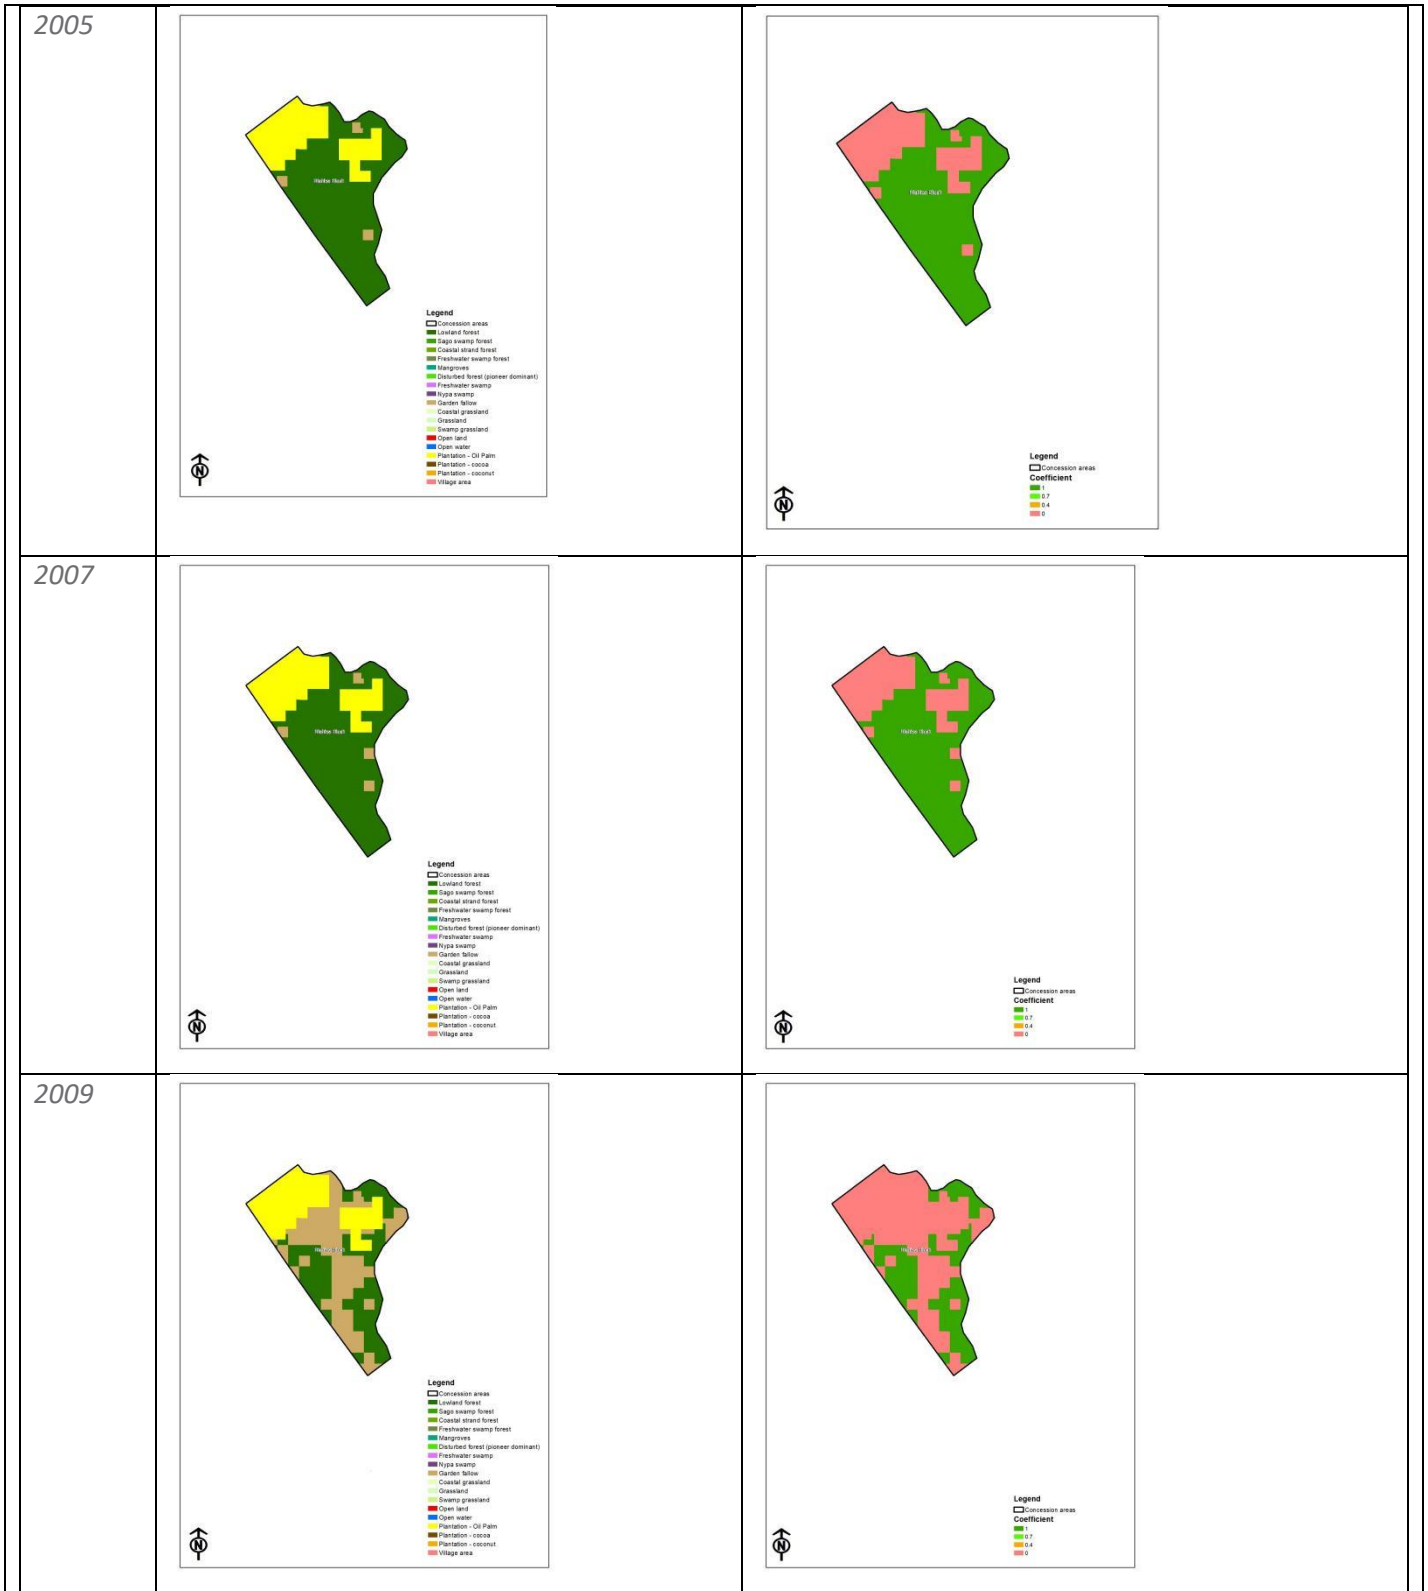 2005
Legend
Concession areas
Lowland forest
Sago swamp forest
Coastal strand forest
Freshwater swamp forest
Mangroves
Disturbed forest (pioneer dominant)
Freshwater swamp
Nypa swamp
Garden fallow
Coastal grassland
Grassland
Swamp grassland
Open land
Open water
Plantation - Oil Palm
Plantation - cocoa
Plantation - coconut
Village area
N
Legend
Concession areas
Coefficient
1
0.7
0.4
0
N
2007
Legend
Concession areas
Lowland forest
Sago swamp forest
Coastal strand forest
Freshwater swamp forest
Mangroves
Disturbed forest (pioneer dominant)
Freshwater swamp
Nypa swamp
Garden fallow
Coastal grassland
Grassland
Swamp grassland
Open land
Open water
Plantation - Oil Palm
Plantation - cocoa
Plantation - coconut
Village area
N
Legend
Concession areas
Coefficient
1
0.7
0.4
0
N
2009
Legend
Concession areas
Lowland forest
Sago swamp forest
Coastal strand forest
Freshwater swamp forest
Mangroves
Disturbed forest (pioneer dominant)
Freshwater swamp
Nypa swamp
Garden fallow
Coastal grassland
Grassland
Swamp grassland
Open land
Open water
Plantation - Oil Palm
Plantation - cocoa
Plantation - coconut
Village area
N
Legend
Concession areas
Coefficient
1
0.7
0.4
0
N